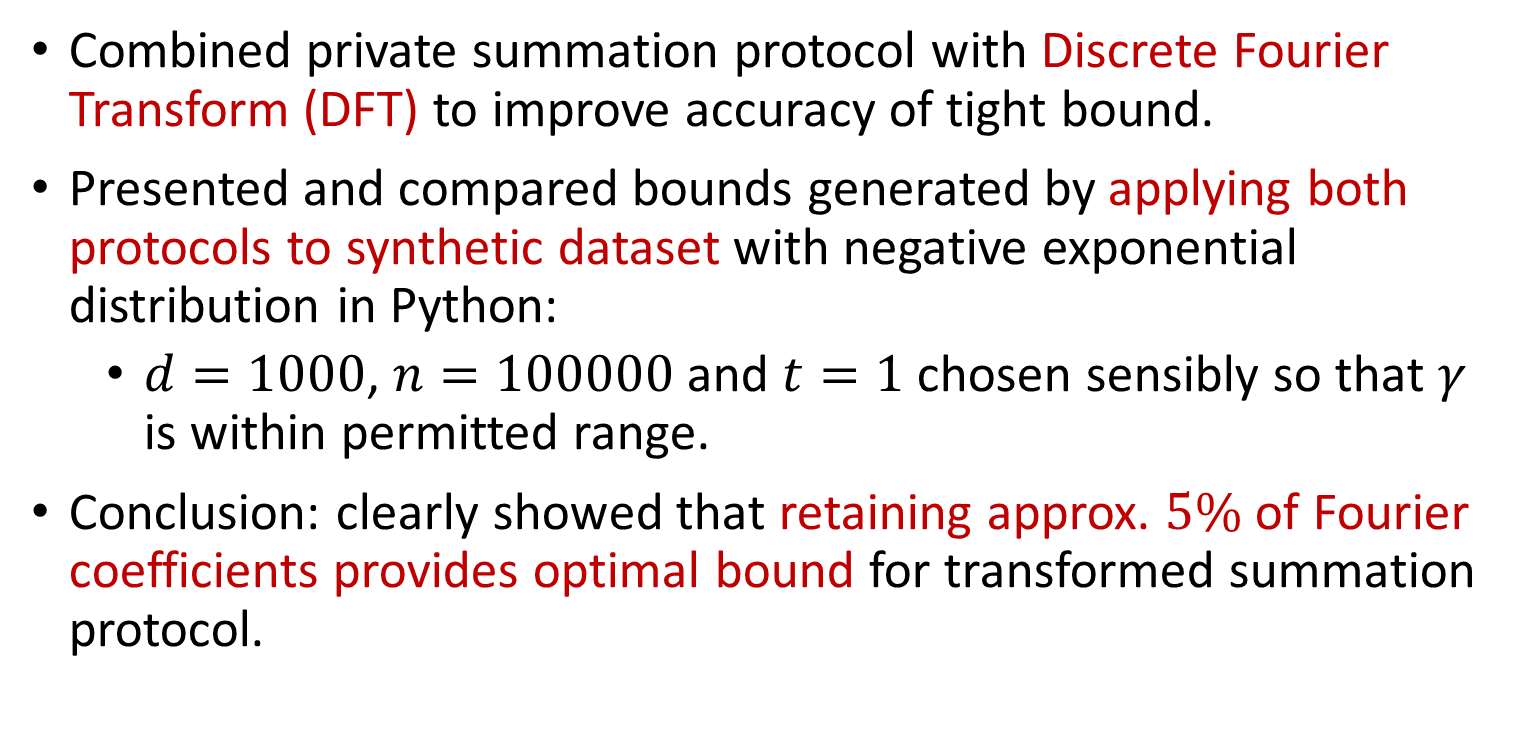 • Combined private summation protocol with Discrete Fourier
Transform (DFT) to improve accuracy of tight bound.
• Presented and compared bounds generated by applying both
protocols to synthetic dataset with negative exponential
distribution in Python:
• d = 1000, n = 100000 and t = 1 chosen sensibly so that γ
is within permitted range.
• Conclusion: clearly showed that retaining approx. 5% of Fourier
coefficients provides optimal bound for transformed summation
protocol.